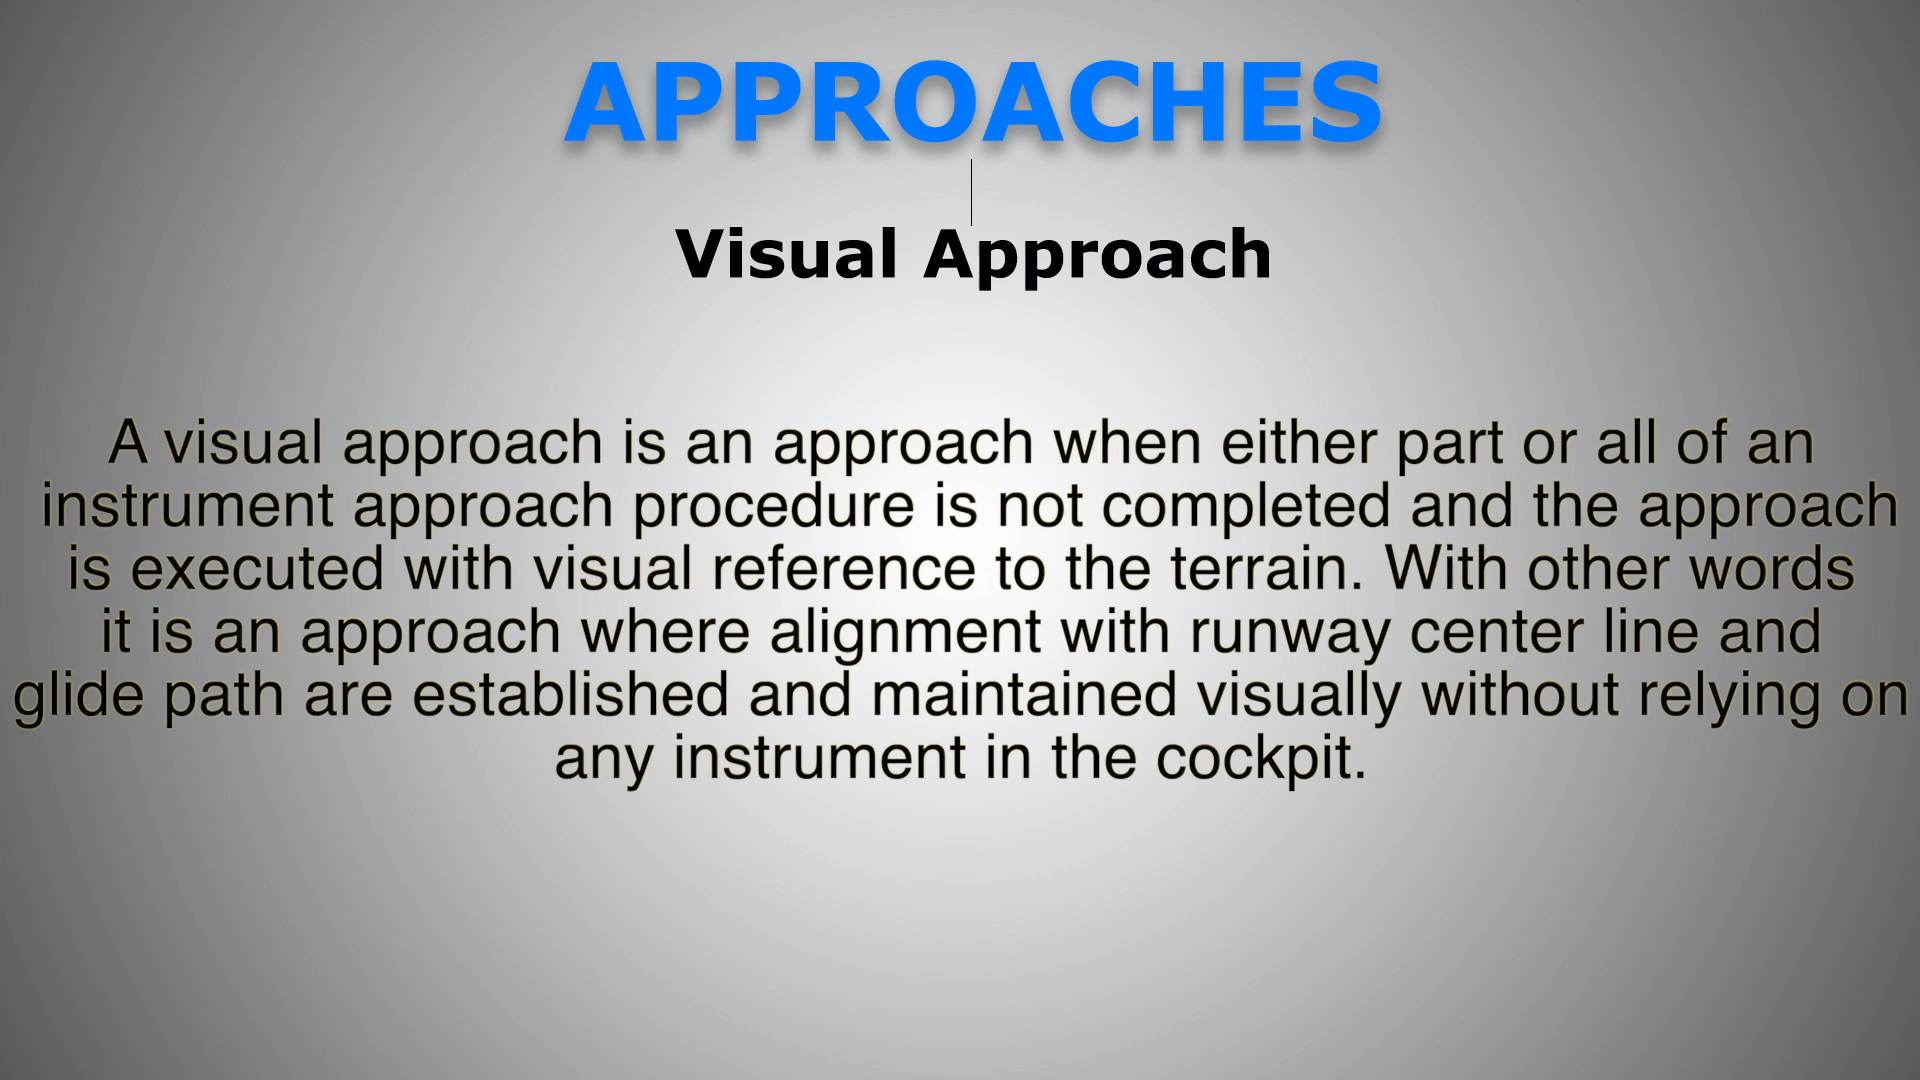 APPROACHES
Visual Approach
A visual approach is an approach when either part or all of an
instrument approach procedure is not completed and the approach
is executed with visual reference to the terrain. With other words
it is an approach where alignment with runway center line and
glide path are established and maintained visually without relying on
any instrument in the cockpit.